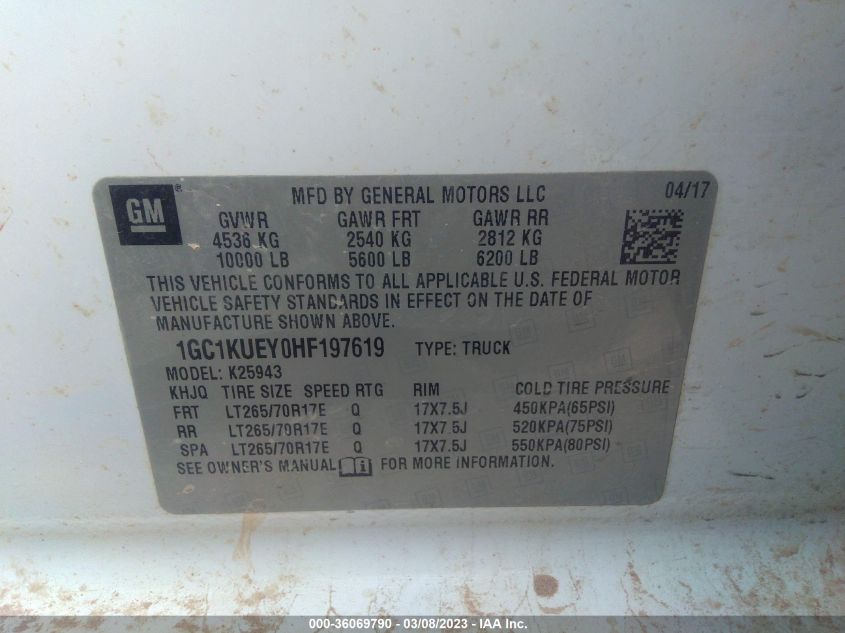 GM ® MFD BY GENERAL MOTORS LLC 04/17
GVWR GAWR FRT GAWR RR
4536 KG 2540 KG 2812 KG
10000 LB 5600 LB 6200 LB
THIS VEHICLE CONFORMS TO ALL APPLICABLE U.S. FEDERAL MOTOR
VEHICLE SAFETY STANDARDS IN EFFECT ON THE DATE OF
MANUFACTURE SHOWN ABOVE.
1GC1KUEY0HF197619 TYPE: TRUCK
MODEL: K25943
KHJQ TIRE SIZE SPEED RTG RIM COLD TIRE PRESSURE
FRT LT265/70R17E Q 17X7.5J 450KPA(65PSI)
RR LT265/70R17E Q 17X7.5J 520KPA(75PSI)
SPA LT265/70R17E Q 17X7.5J 550KPA(80PSI)
SEE OWNER'S MANUAL FOR MORE INFORMATION.
000-36069790 - 03/08/2023 - IAA Inc.